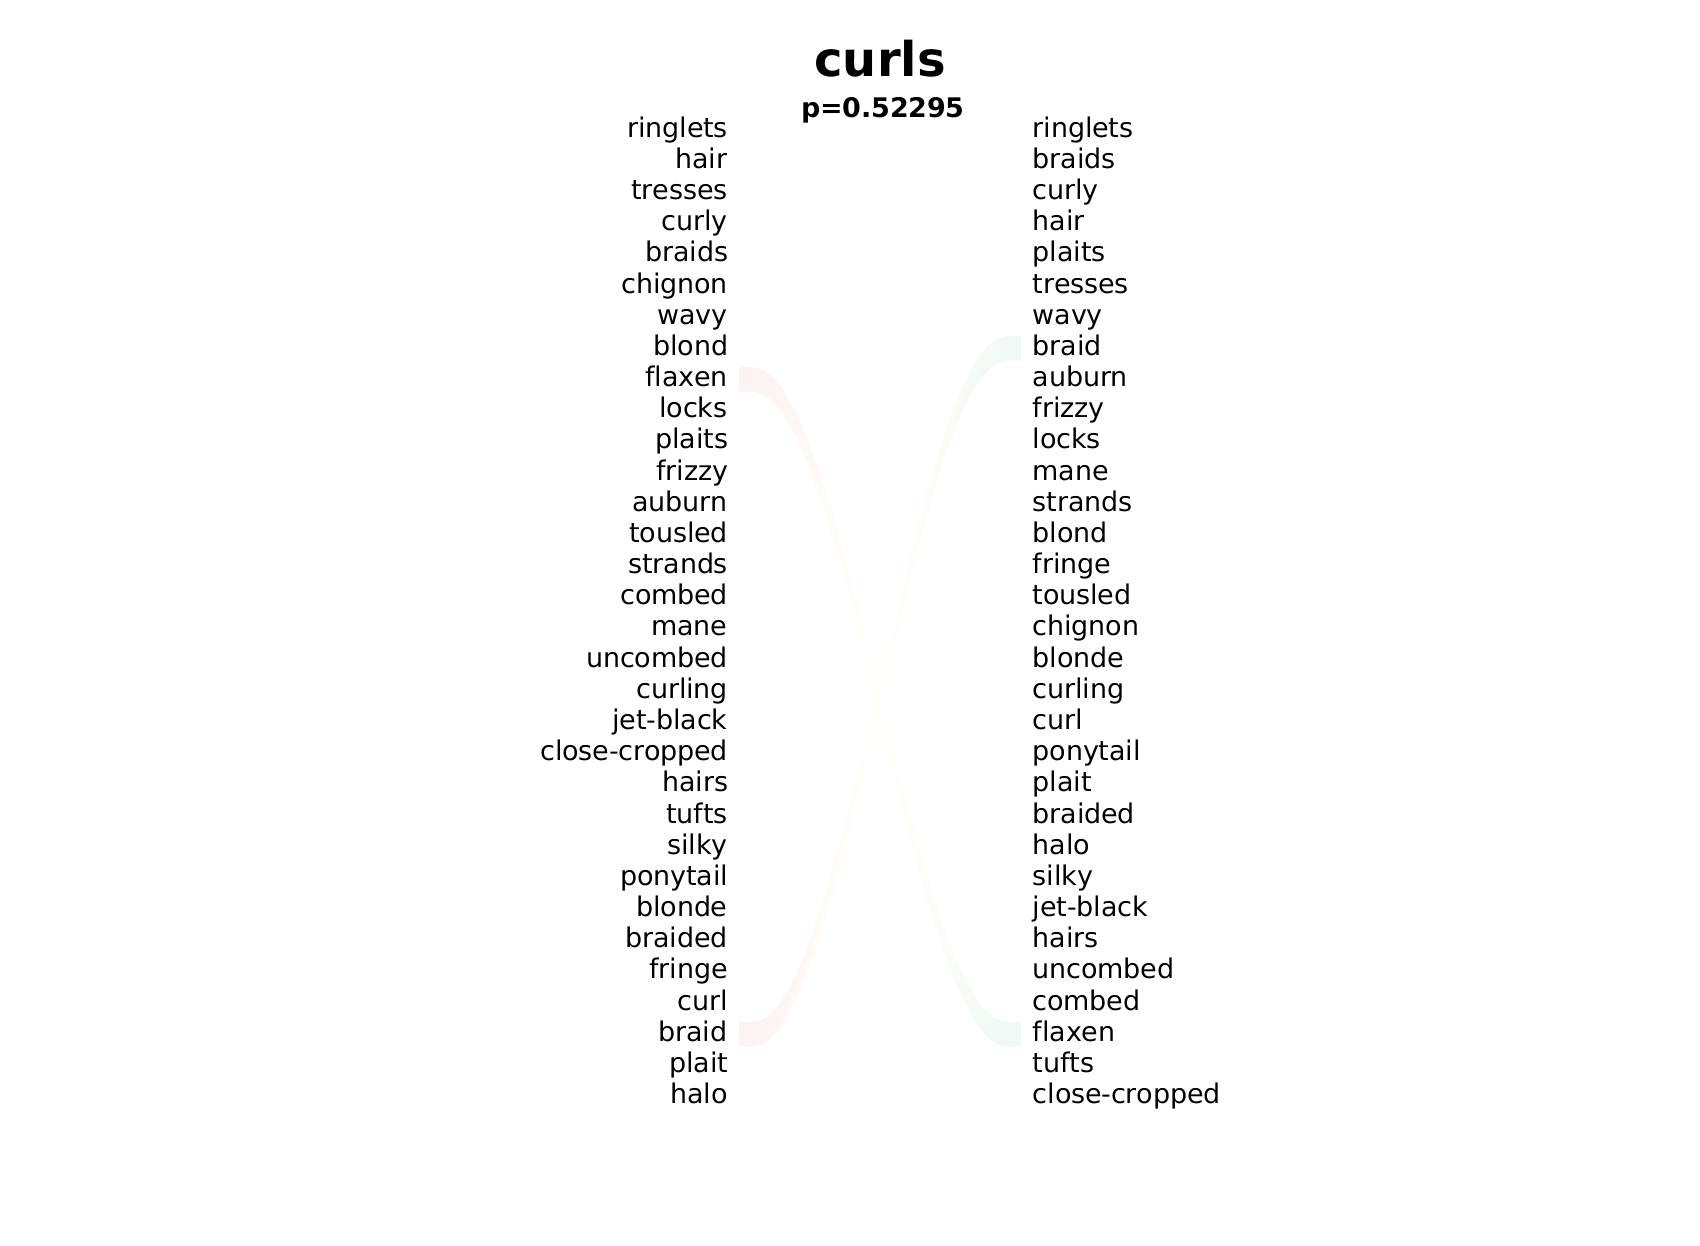 curls
p=0.52295
ringlets ringlets
hair braids
tresses curly
curly hair
braids plaits
chignon tresses
wavy wavy
blond braid
flaxen auburn
locks frizzy
plaits locks
frizzy mane
auburn strands
tousled blond
strands fringe
combed tousled
mane chignon
uncombed blonde
curling curling
jet-black curl
close-cropped ponytail
hairs plait
tufts braided
silky halo
ponytail silky
blonde jet-black
braided hairs
fringe uncombed
curl combed
braid flaxen
plait tufts
halo close-cropped